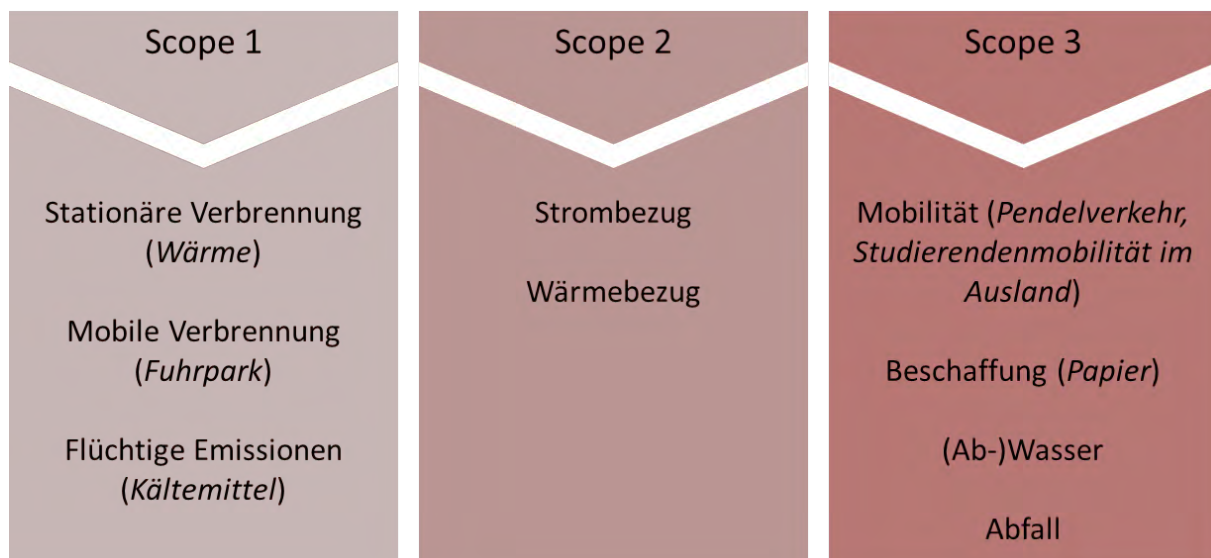 Scope 1
Stationäre Verbrennung
(Wärme)
Mobile Verbrennung
(Fuhrpark)
Flüchtige Emissionen
(Kältemittel)
Scope 2
Strombezug
Wärmebezug
Scope 3
Mobilität (Pendelverkehr,
Studierendenmobilität im
Ausland)
Beschaffung (Papier)
(Ab-)Wasser
Abfall